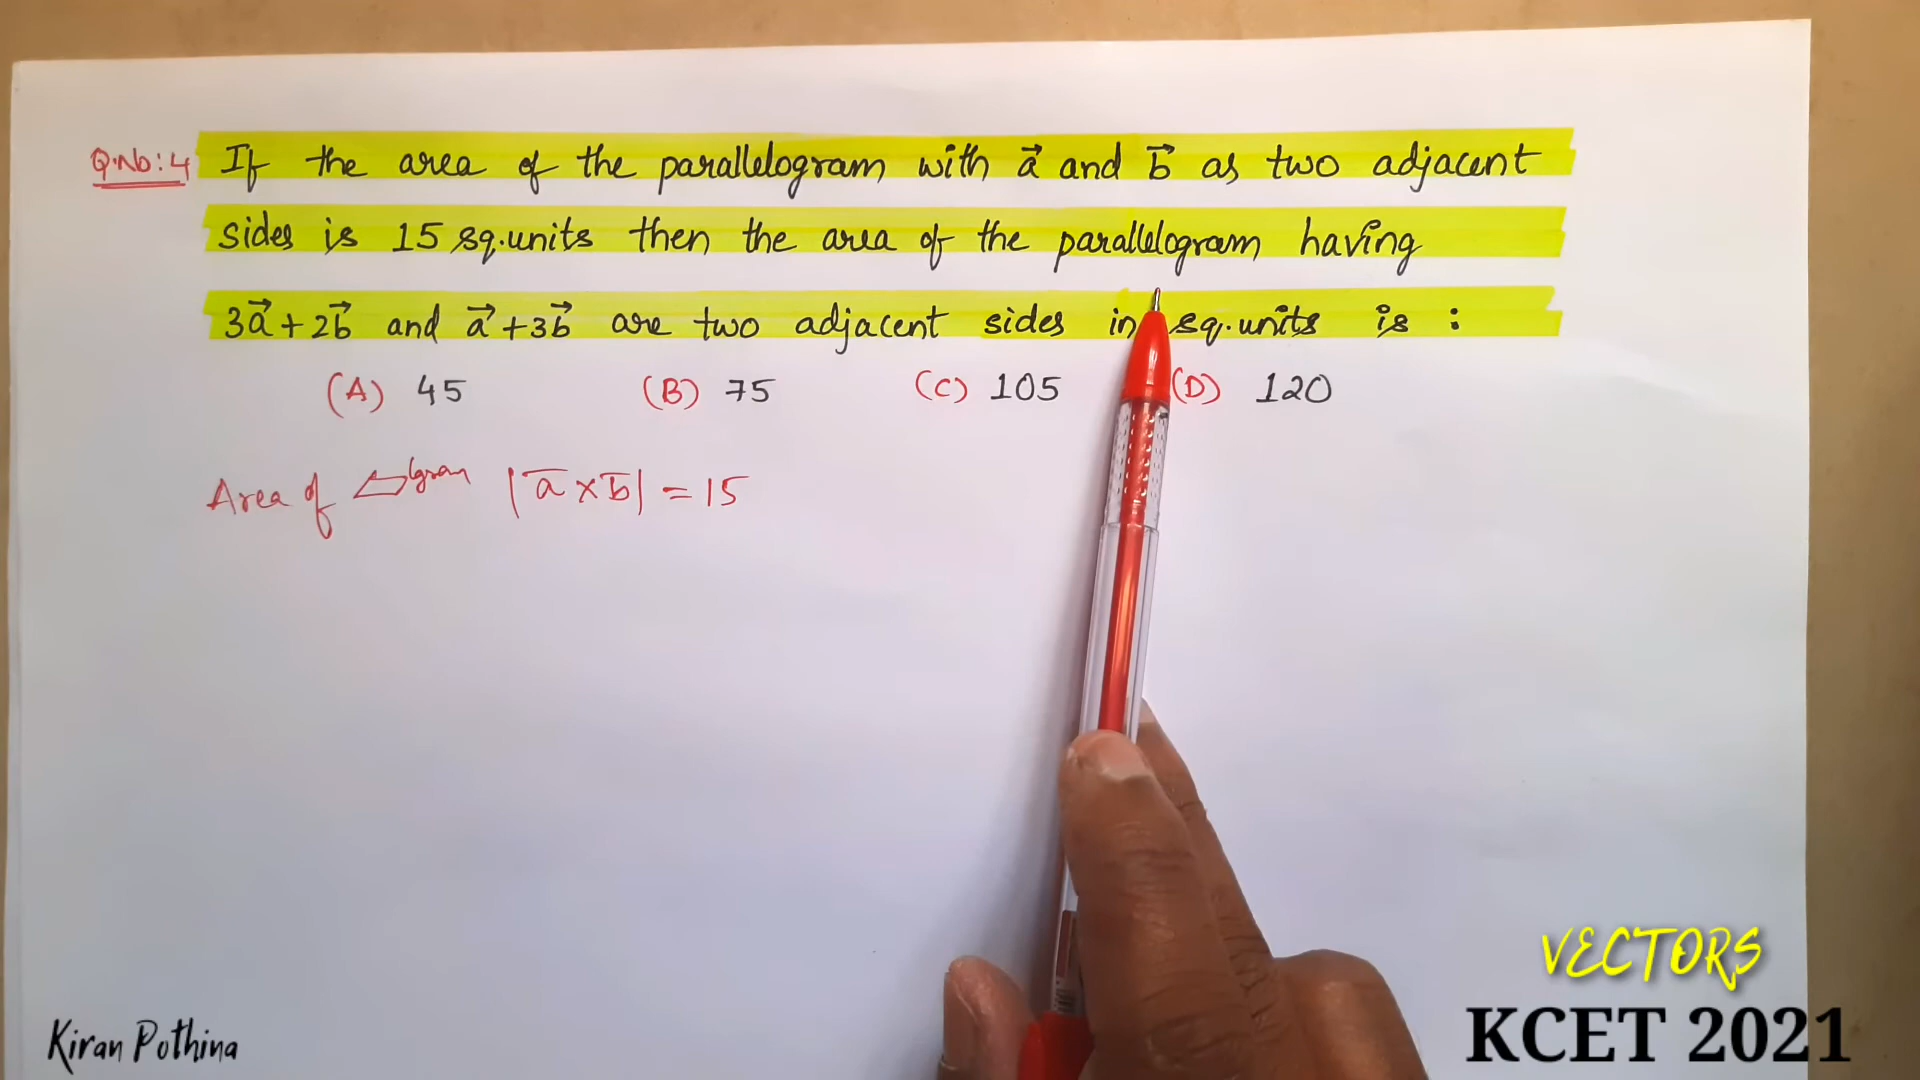 Q.No:4 If the area of the parallelogram with a⃗ and b⃗ as two adjacent
sides is 15 sq.units then the area of the parallelogram having
3a⃗+2b⃗ and a⃗+3b⃗ are two adjacent sides in sq.units is :
(A) 45 (B) 75 (C) 105 (D) 120
Area of ▱gram |a̅ × b̅| = 15
VECTORS
KCET 2021
Kiran Pothina